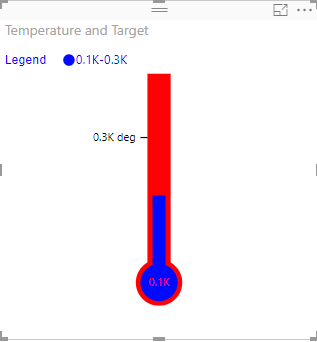 Temperature and Target
Legend 0.1K-0.3K
0.3K deg
0.1K